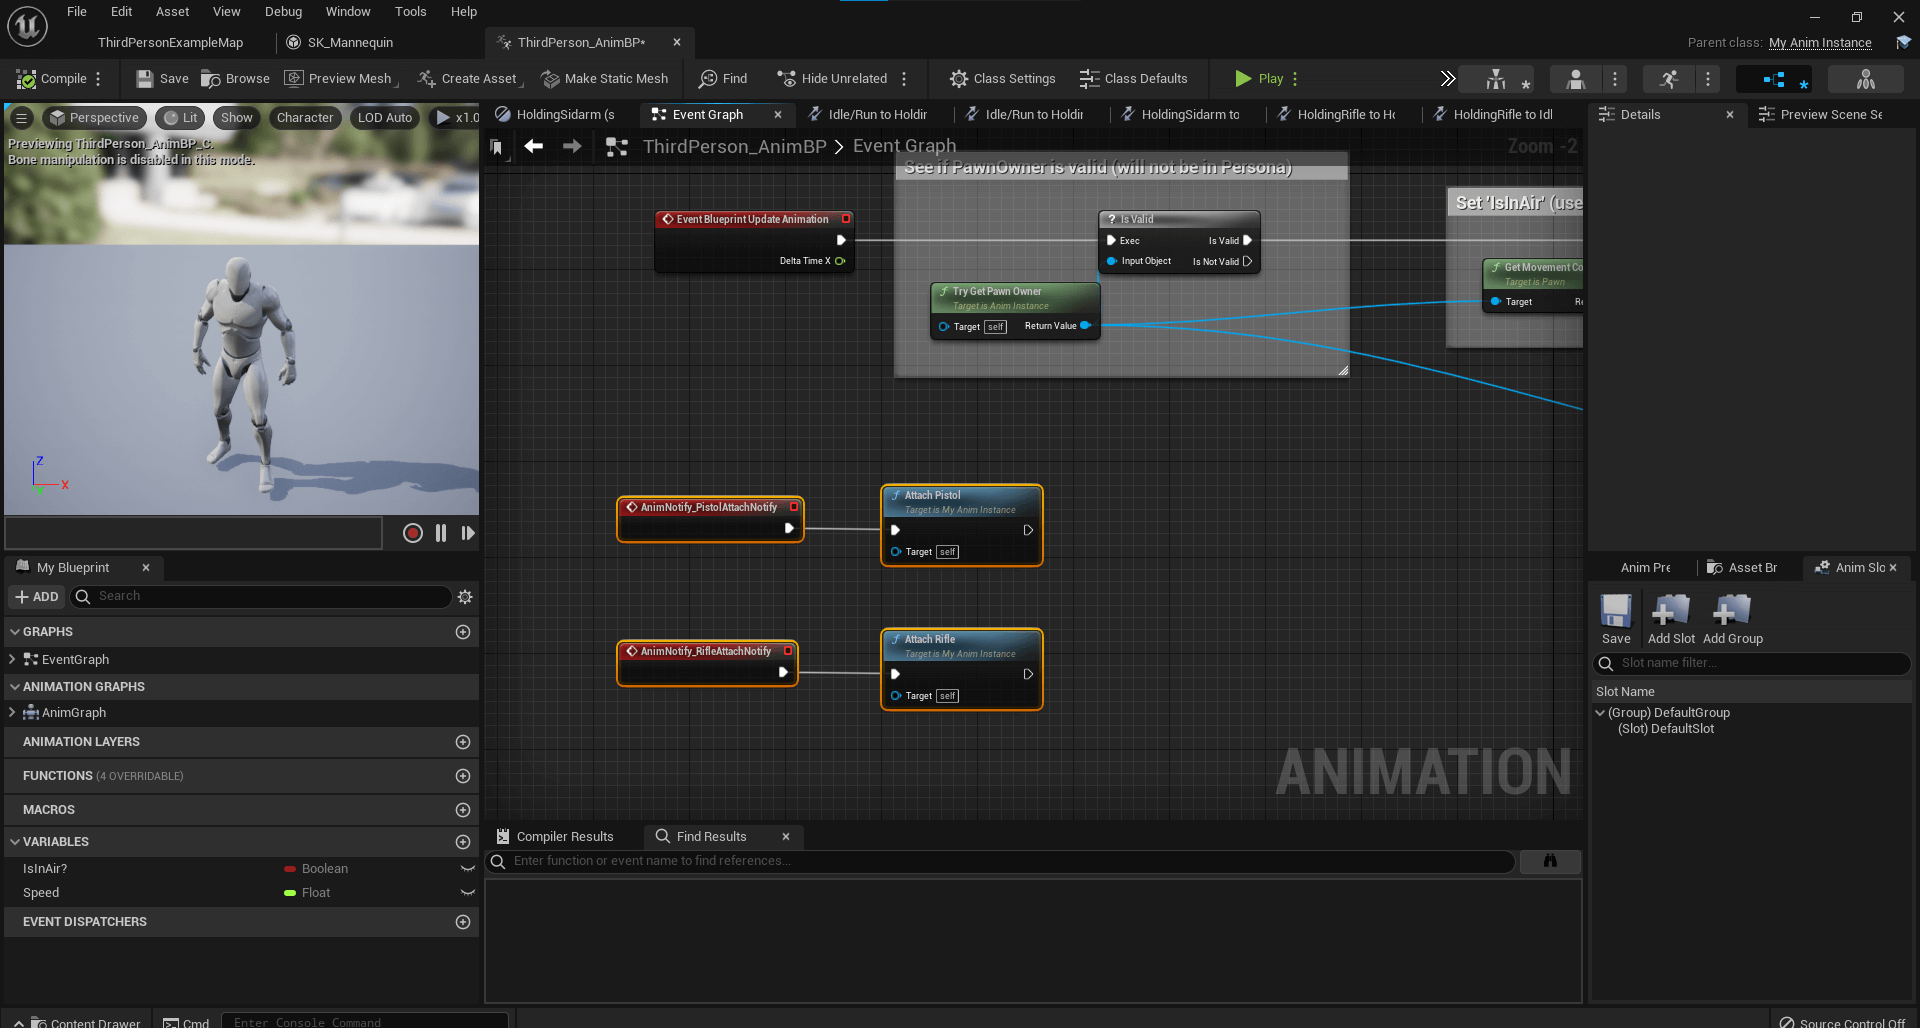 File Edit Asset View Debug Window Tools Help
ThirdPersonExampleMap SK_Mannequin ThirdPerson_AnimBP*
Parent class: My Anim Instance
Compile Save Browse Preview Mesh Create Asset Make Static Mesh Find Hide Unrelated Class Settings Class Defaults Play
Perspective Lit Show Character LOD Auto x1.0
Previewing ThirdPerson_AnimBP_C.
Bone manipulation is disabled in this mode.
Z
X
Y
HoldingSidarm (s Event Graph Idle/Run to Holdir Idle/Run to Holdir HoldingSidarm to HoldingRifle to Ho HoldingRifle to Idl
ThirdPerson_AnimBP > Event Graph
Zoom -2
See if PawnOwner is valid (will not be in Persona)
Event Blueprint Update Animation
Delta Time X
? Is Valid
Exec Is Valid
Input Object Is Not Valid
Try Get Pawn Owner
Target is Anim Instance
Target self Return Value
Set 'IsInAir' (use
Get Movement Co
Target is Pawn
Target Re
AnimNotify_PistolAttachNotify
Attach Pistol
Target is My Anim Instance
Target self
AnimNotify_RifleAttachNotify
Attach Rifle
Target is My Anim Instance
Target self
ANIMATION
My Blueprint
ADD Search
GRAPHS
EventGraph
ANIMATION GRAPHS
AnimGraph
ANIMATION LAYERS
FUNCTIONS (4 OVERRIDABLE)
MACROS
VARIABLES
IsInAir? Boolean
Speed Float
EVENT DISPATCHERS
Compiler Results Find Results
Enter function or event name to find references...
Details Preview Scene Se
Anim Pre Asset Br Anim Slo
Save Add Slot Add Group
Slot name filter...
Slot Name
(Group) DefaultGroup
(Slot) DefaultSlot
Content Drawer Cmd Enter Console Command
Source Control Off